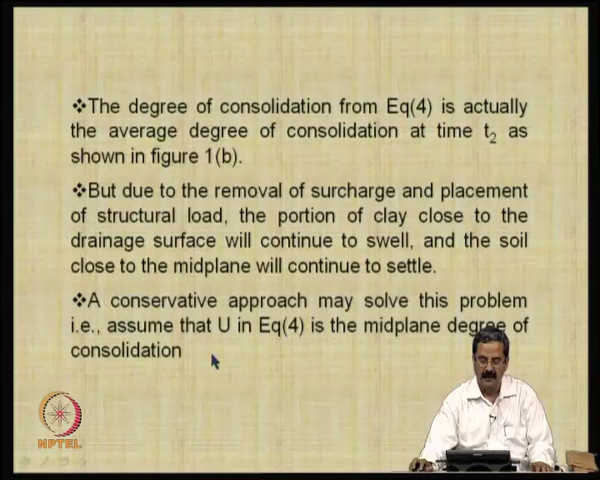 ❖The degree of consolidation from Eq(4) is actually
the average degree of consolidation at time t₂ as
shown in figure 1(b).
❖But due to the removal of surcharge and placement
of structural load, the portion of clay close to the
drainage surface will continue to swell, and the soil
close to the midplane will continue to settle.
❖A conservative approach may solve this problem
i.e., assume that U in Eq(4) is the midplane degree of
consolidation
NPTEL